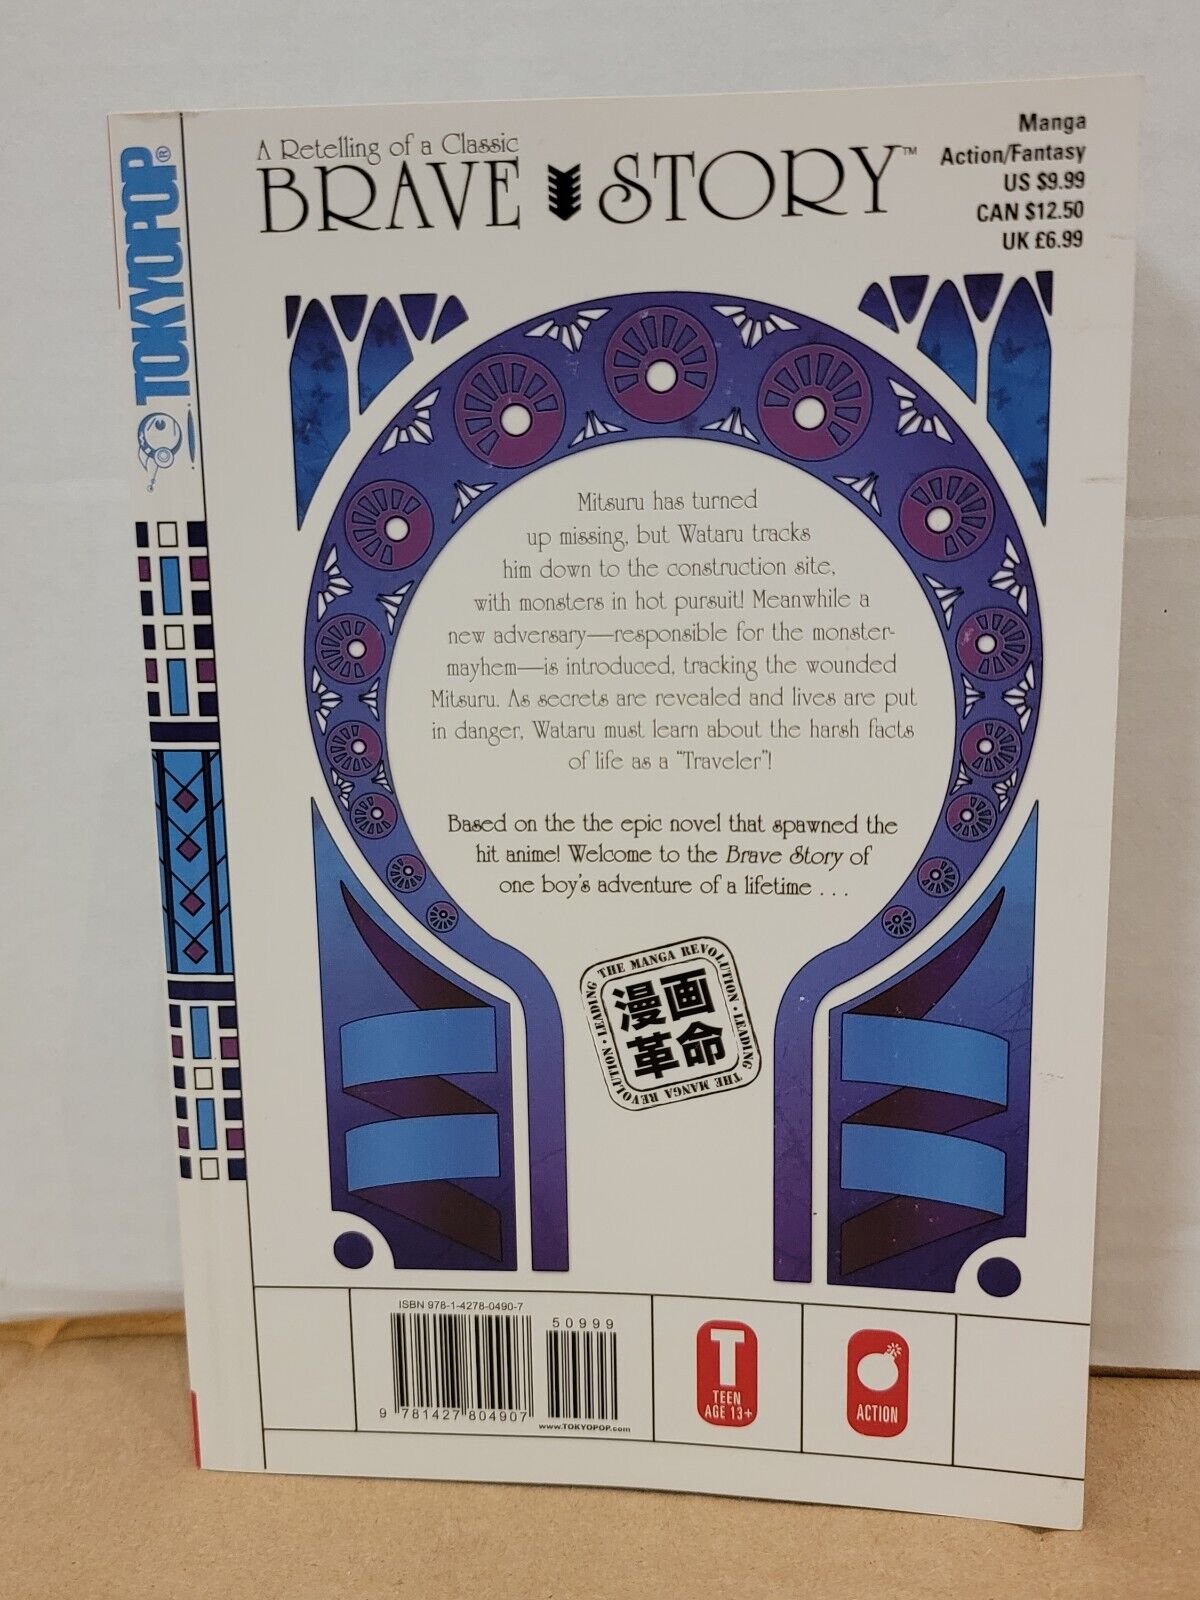 TOKYOPOP®
A Retelling of a Classic
BRAVE STORY™
Manga
Action/Fantasy
US $9.99
CAN $12.50
UK £6.99
Mitsuru has turned
up missing, but Wataru tracks
him down to the construction site,
with monsters in hot pursuit! Meanwhile a
new adversary—responsible for the monster-
mayhem—is introduced, tracking the wounded
Mitsuru. As secrets are revealed and lives are put
in danger, Wataru must learn about the harsh facts
of life as a "Traveler"!
Based on the the epic novel that spawned the
hit anime! Welcome to the Brave Story of
one boy's adventure of a lifetime . . .
LEADING THE MANGA REVOLUTION · LEADING THE MANGA REVOLUTION ·
漫画
革命
ISBN 978-1-4278-0490-7
50999
9 781427 804907
www.TOKYOPOP.com
T
TEEN
AGE 13+
ACTION